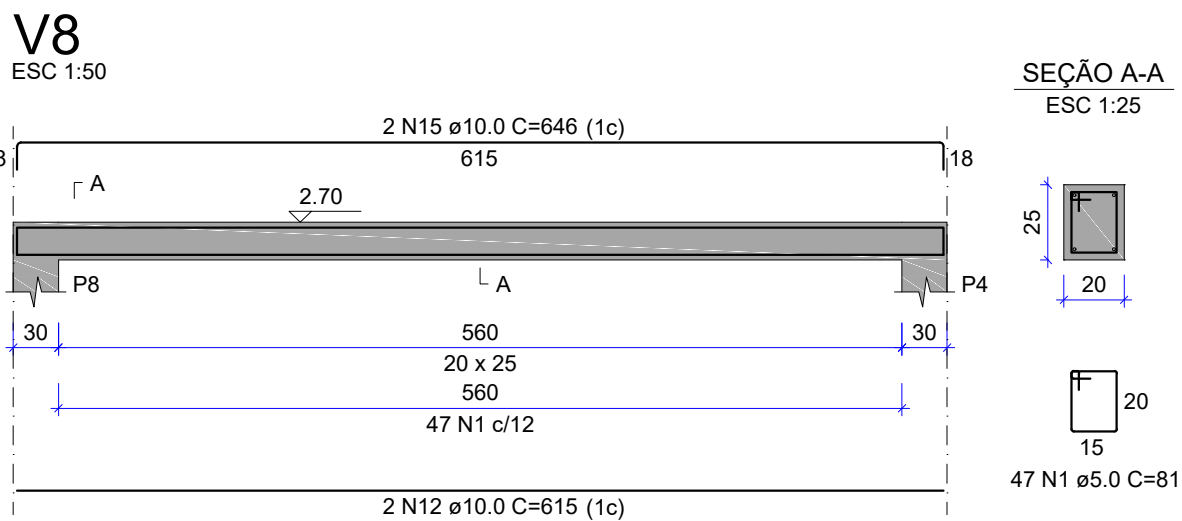 V8
ESC 1:50
SEÇÃO A-A
ESC 1:25
2 N15 ø10.0 C=646 (1c)
615
18
A
2.70
25
A
P8
P4
20
30
560
30
20 x 25
560
47 N1 c/12
20
15
47 N1 ø5.0 C=81
2 N12 ø10.0 C=615 (1c)